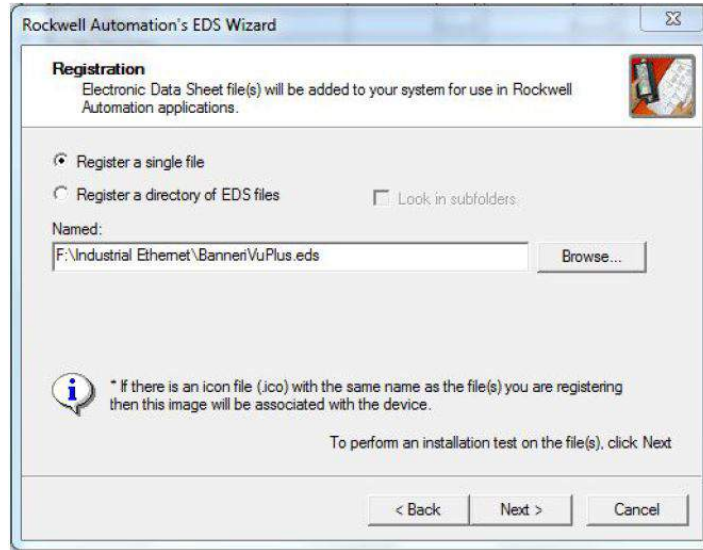 Rockwell Automation's EDS Wizard
Registration
Electronic Data Sheet file(s) will be added to your system for use in Rockwell
Automation applications.
Register a single file
Register a directory of EDS files
Look in subfolders
Named:
F:\Industrial Ethernet\BanneriVuPlus.eds
Browse...
* If there is an icon file (.ico) with the same name as the file(s) you are registering
then this image will be associated with the device.
To perform an installation test on the file(s), click Next
< Back
Next >
Cancel